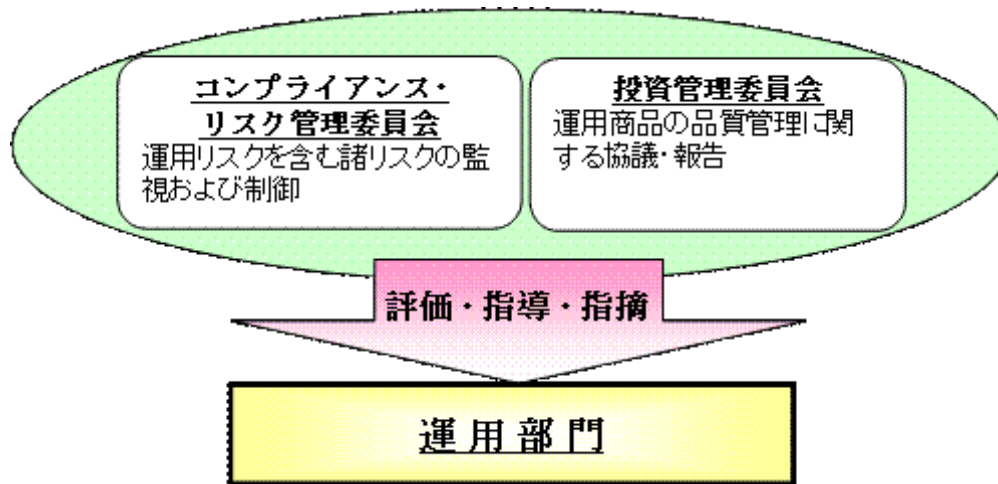 コンプライアンス・
リスク管理委員会
運用リスクを含む諸リスクの監
視および制御
投資管理委員会
運用商品の品質管理に関
する協議・報告
評価・指導・指摘
運用部門